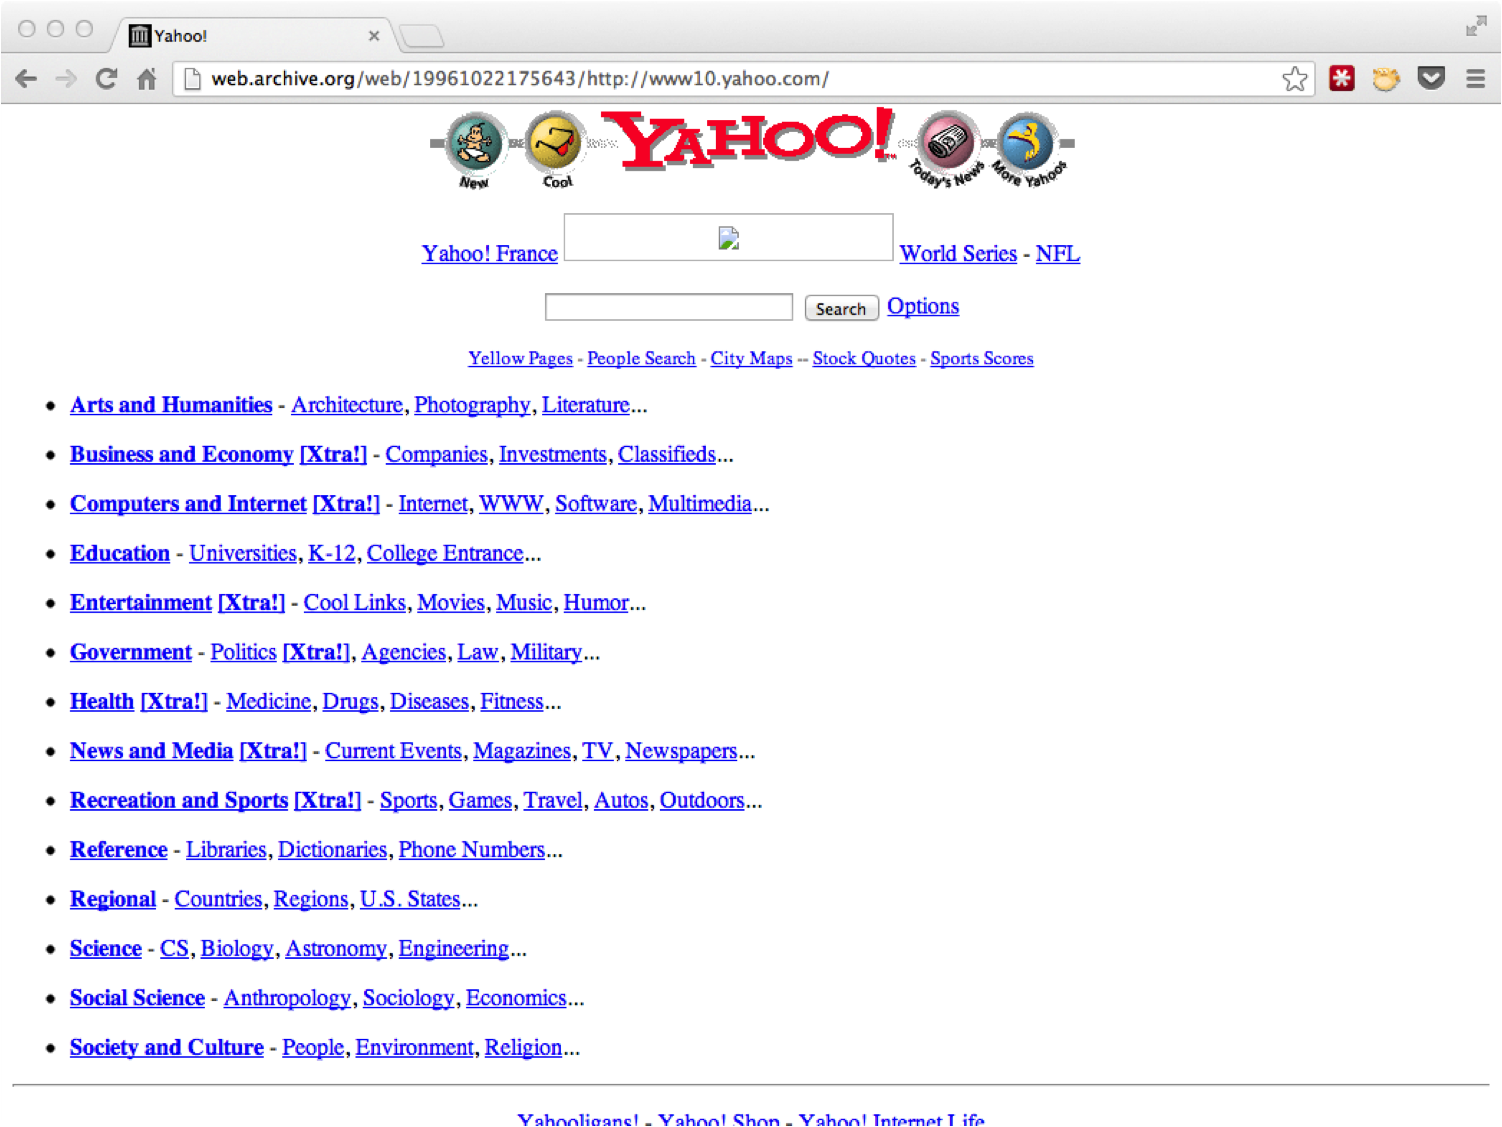 Yahoo!
web.archive.org/web/19961022175643/http://www10.yahoo.com/
New Cool YAHOO! Today's News More Yahoos
Yahoo! France World Series - NFL
Search Options
Yellow Pages - People Search - City Maps -- Stock Quotes - Sports Scores
Arts and Humanities - Architecture, Photography, Literature...
Business and Economy [Xtra!] - Companies, Investments, Classifieds...
Computers and Internet [Xtra!] - Internet, WWW, Software, Multimedia...
Education - Universities, K-12, College Entrance...
Entertainment [Xtra!] - Cool Links, Movies, Music, Humor...
Government - Politics [Xtra!], Agencies, Law, Military...
Health [Xtra!] - Medicine, Drugs, Diseases, Fitness...
News and Media [Xtra!] - Current Events, Magazines, TV, Newspapers...
Recreation and Sports [Xtra!] - Sports, Games, Travel, Autos, Outdoors...
Reference - Libraries, Dictionaries, Phone Numbers...
Regional - Countries, Regions, U.S. States...
Science - CS, Biology, Astronomy, Engineering...
Social Science - Anthropology, Sociology, Economics...
Society and Culture - People, Environment, Religion...
Yahooligans! - Yahoo! Shop - Yahoo! Internet Life